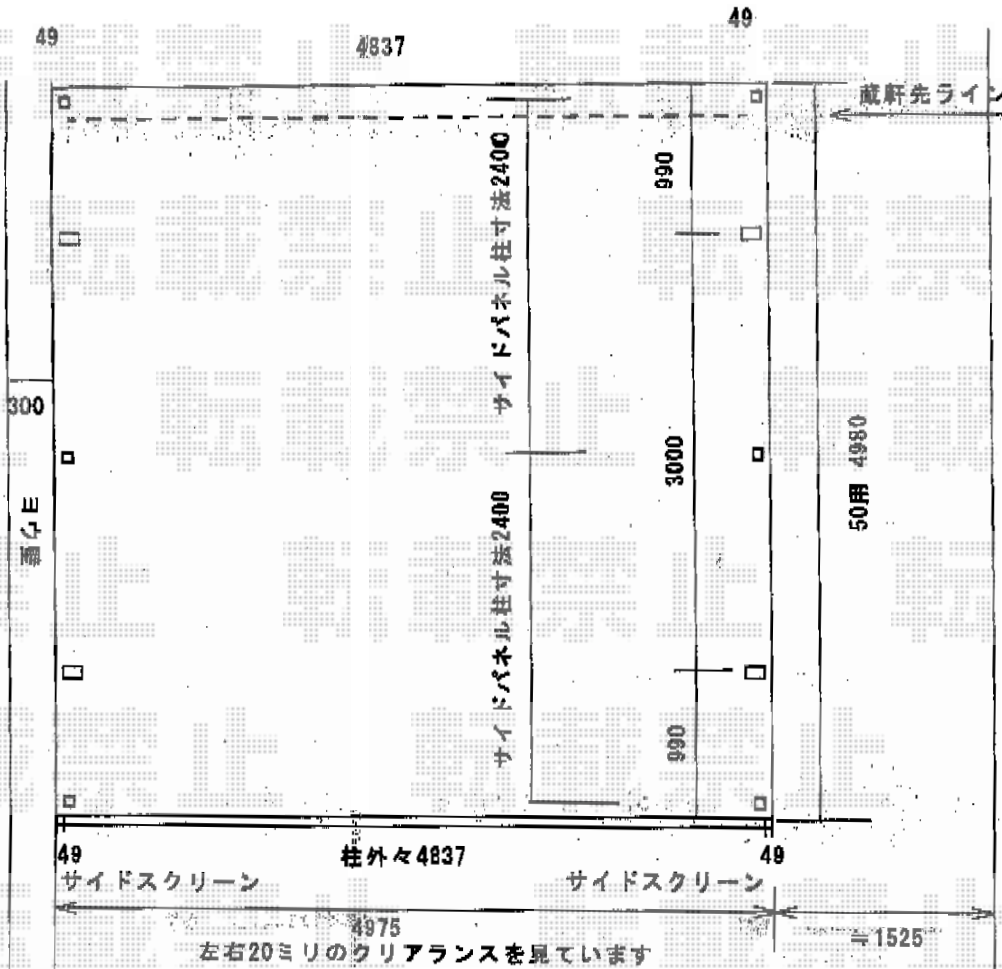 49
4837
49
蔵軒先ライン
サイドパネル柱寸法2400
990
300
3000
50用 4980
サイドパネル柱寸法2400
990
49
柱外々4837
49
サイドスクリーン
サイドスクリーン
4975
≒1525
左右20ミリのクリアランスを見ています
転載禁止